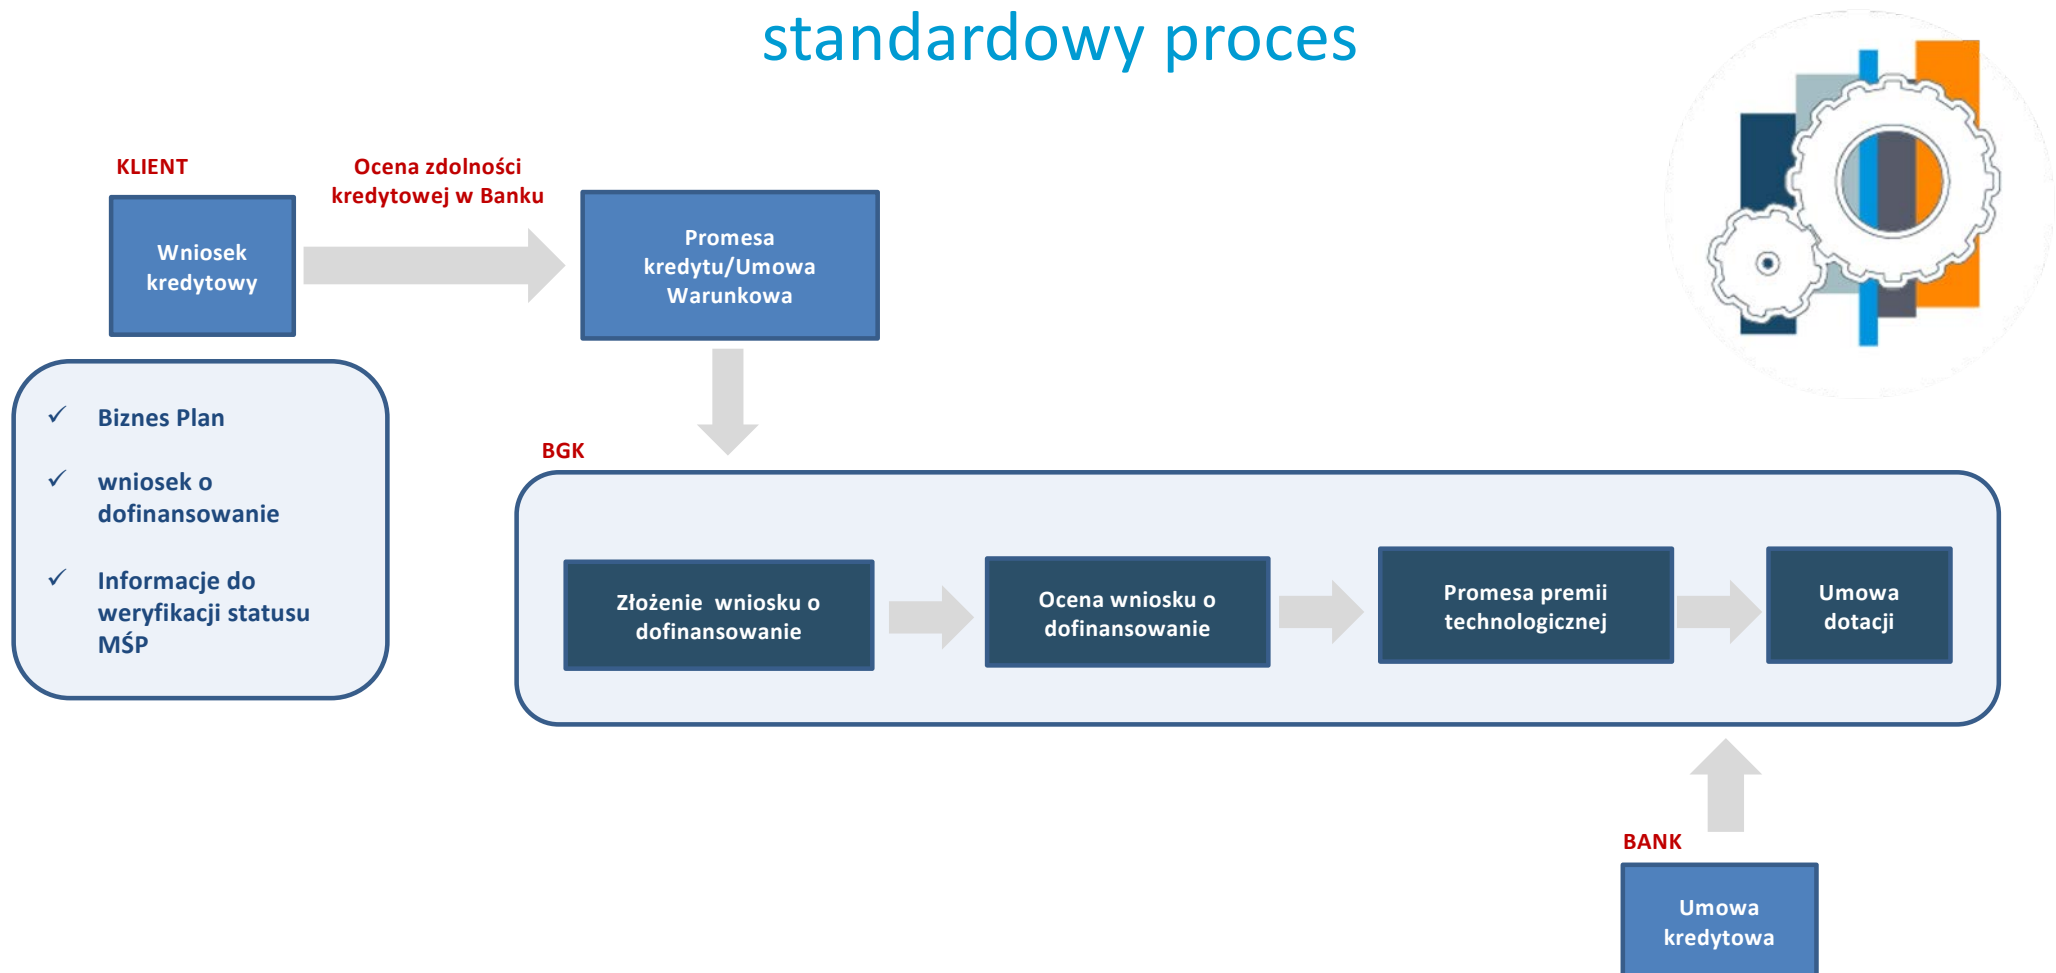 standardowy proces
KLIENT
Ocena zdolności
kredytowej w Banku
Wniosek
kredytowy
Promesa
kredytu/Umowa
Warunkowa
✓ Biznes Plan
✓ wniosek o
dofinansowanie
✓ Informacje do
weryfikacji statusu
MŚP
BGK
Złożenie wniosku o
dofinansowanie
Ocena wniosku o
dofinansowanie
Promesa premii
technologicznej
Umowa
dotacji
BANK
Umowa
kredytowa